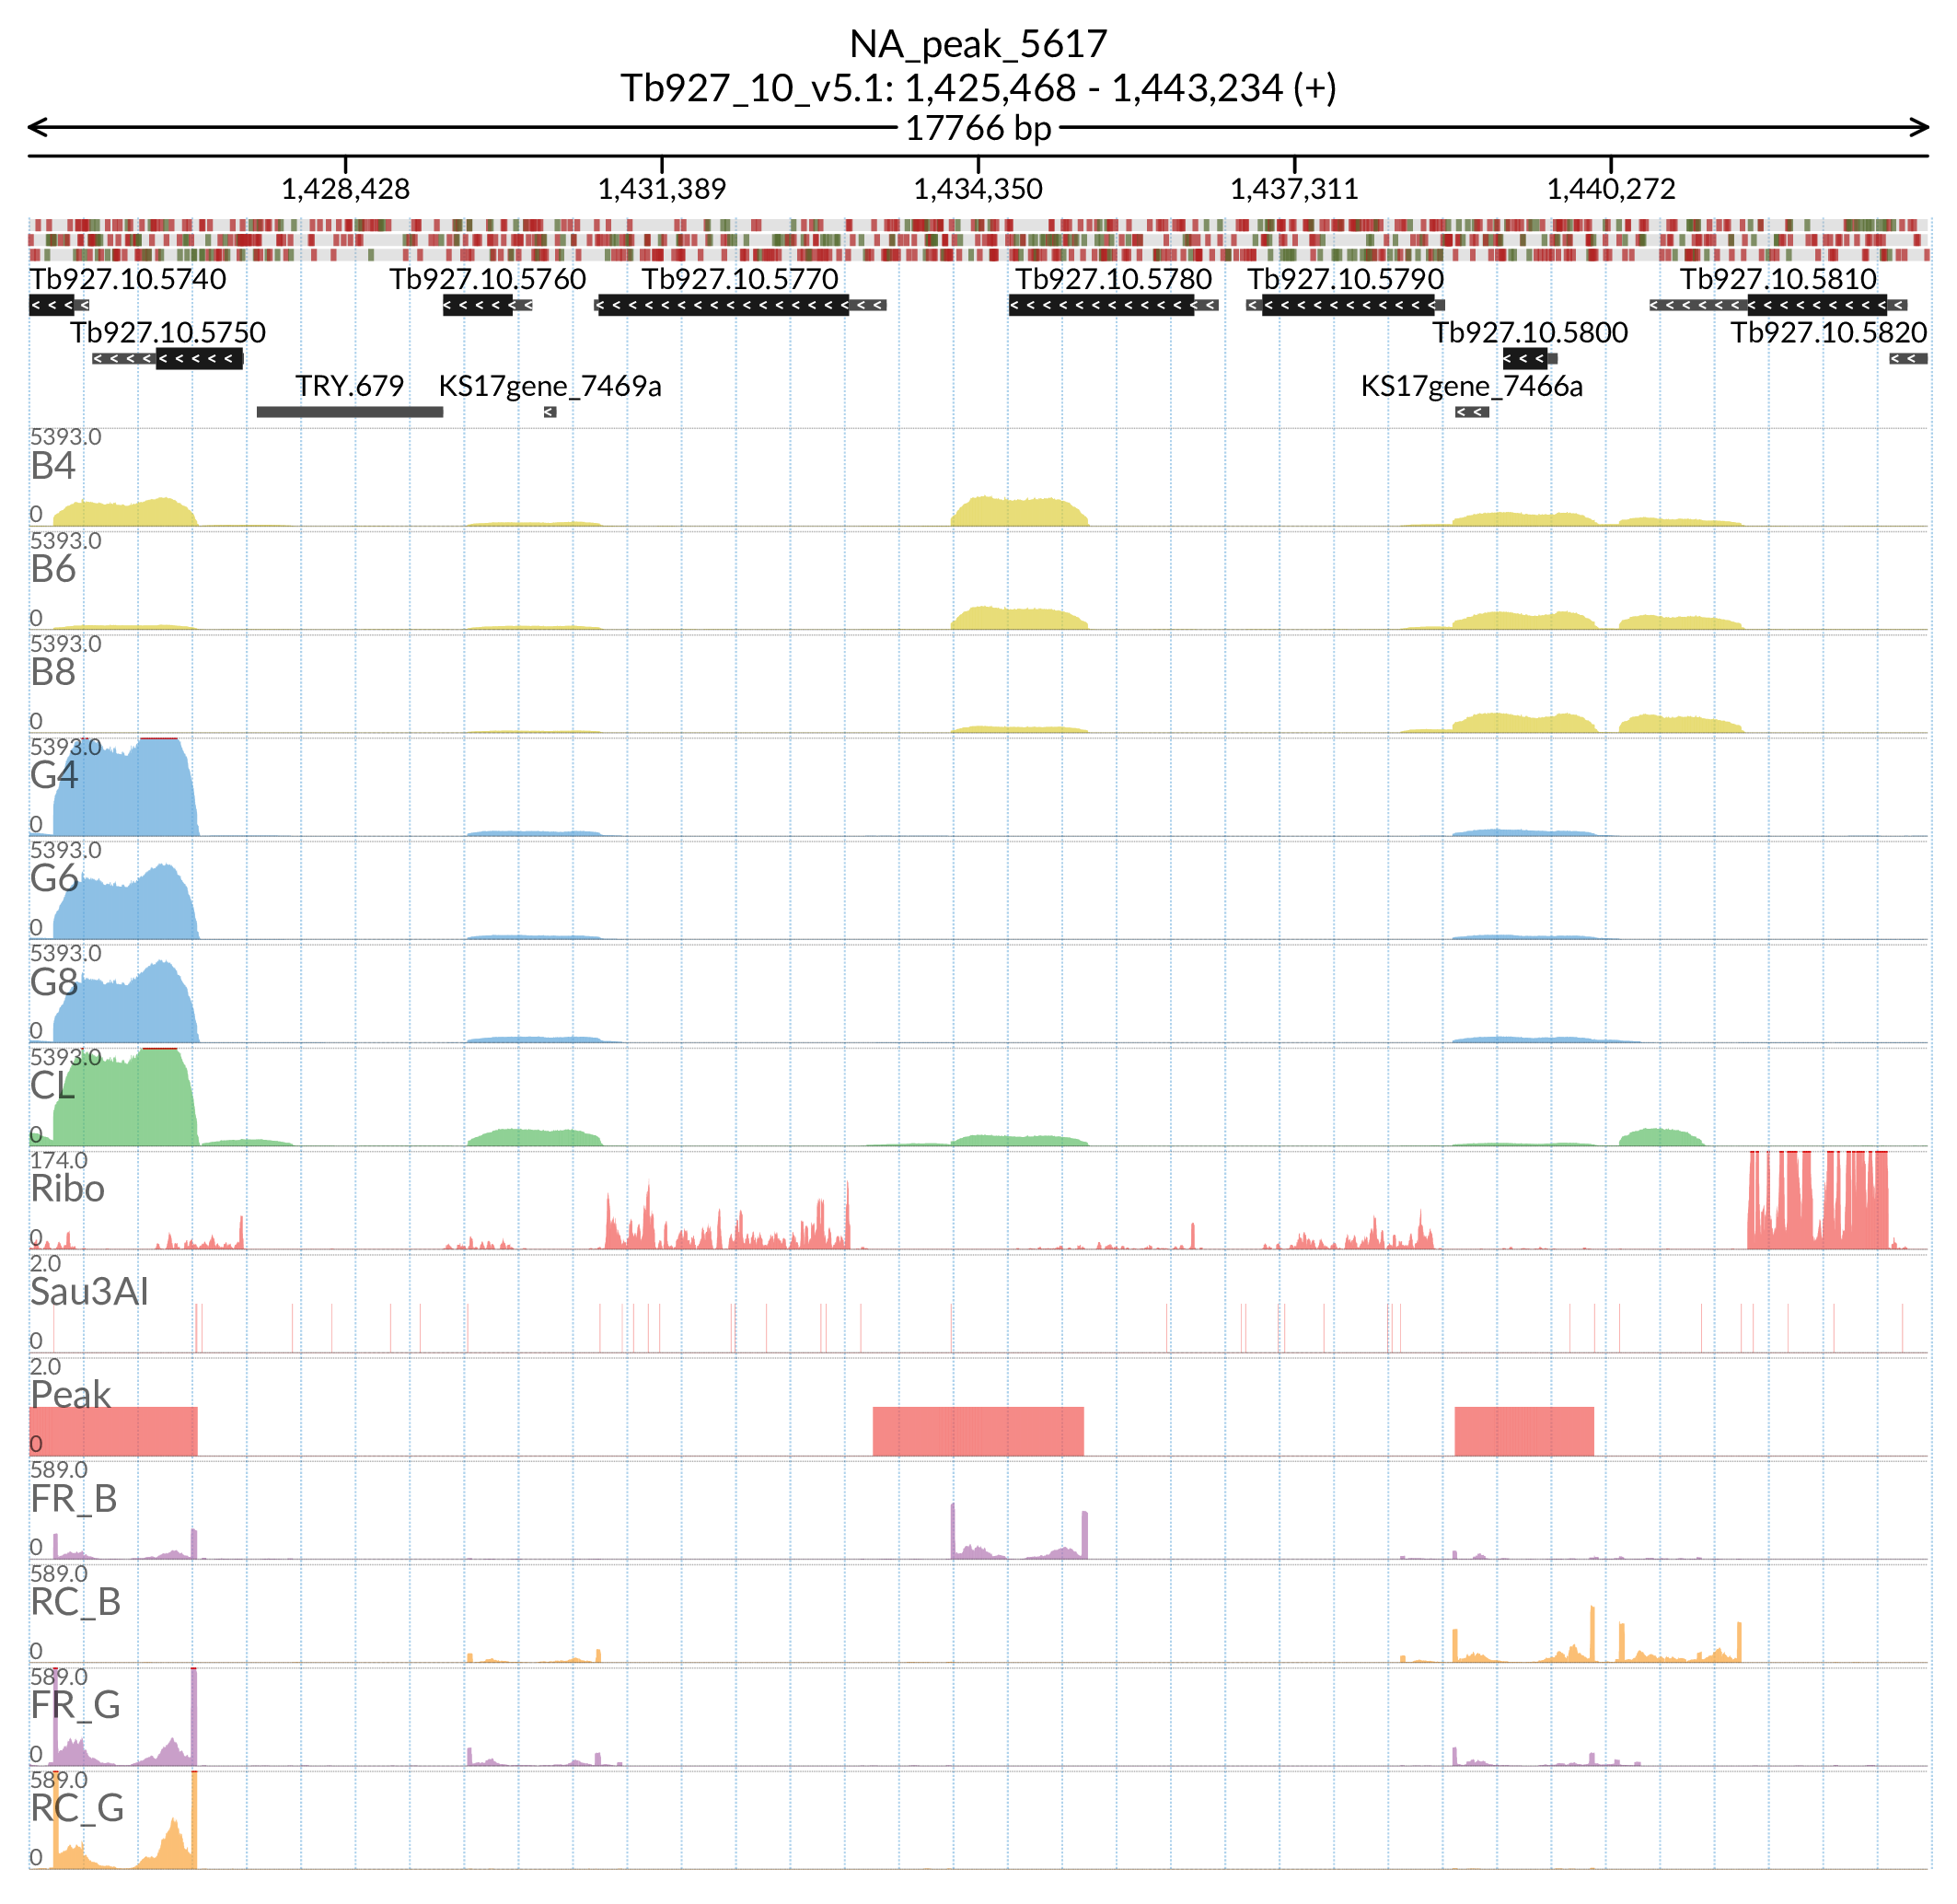 NA_peak_5617
Tb927_10_v5.1: 1,425,468 - 1,443,234 (+)
17766 bp
1,428,428 1,431,389 1,434,350 1,437,311 1,440,272
Tb927.10.5740 Tb927.10.5760 Tb927.10.5770 Tb927.10.5780 Tb927.10.5790 Tb927.10.5810
Tb927.10.5750 Tb927.10.5800 Tb927.10.5820
TRY.679 KS17gene_7469a KS17gene_7466a
5393.0
B4
0
5393.0
B6
0
5393.0
B8
0
5393.0
G4
0
5393.0
G6
0
5393.0
G8
0
5393.0
CL
0
174.0
Ribo
0
2.0
Sau3AI
0
2.0
Peak
0
589.0
FR_B
0
589.0
RC_B
0
589.0
FR_G
0
589.0
RC_G
0